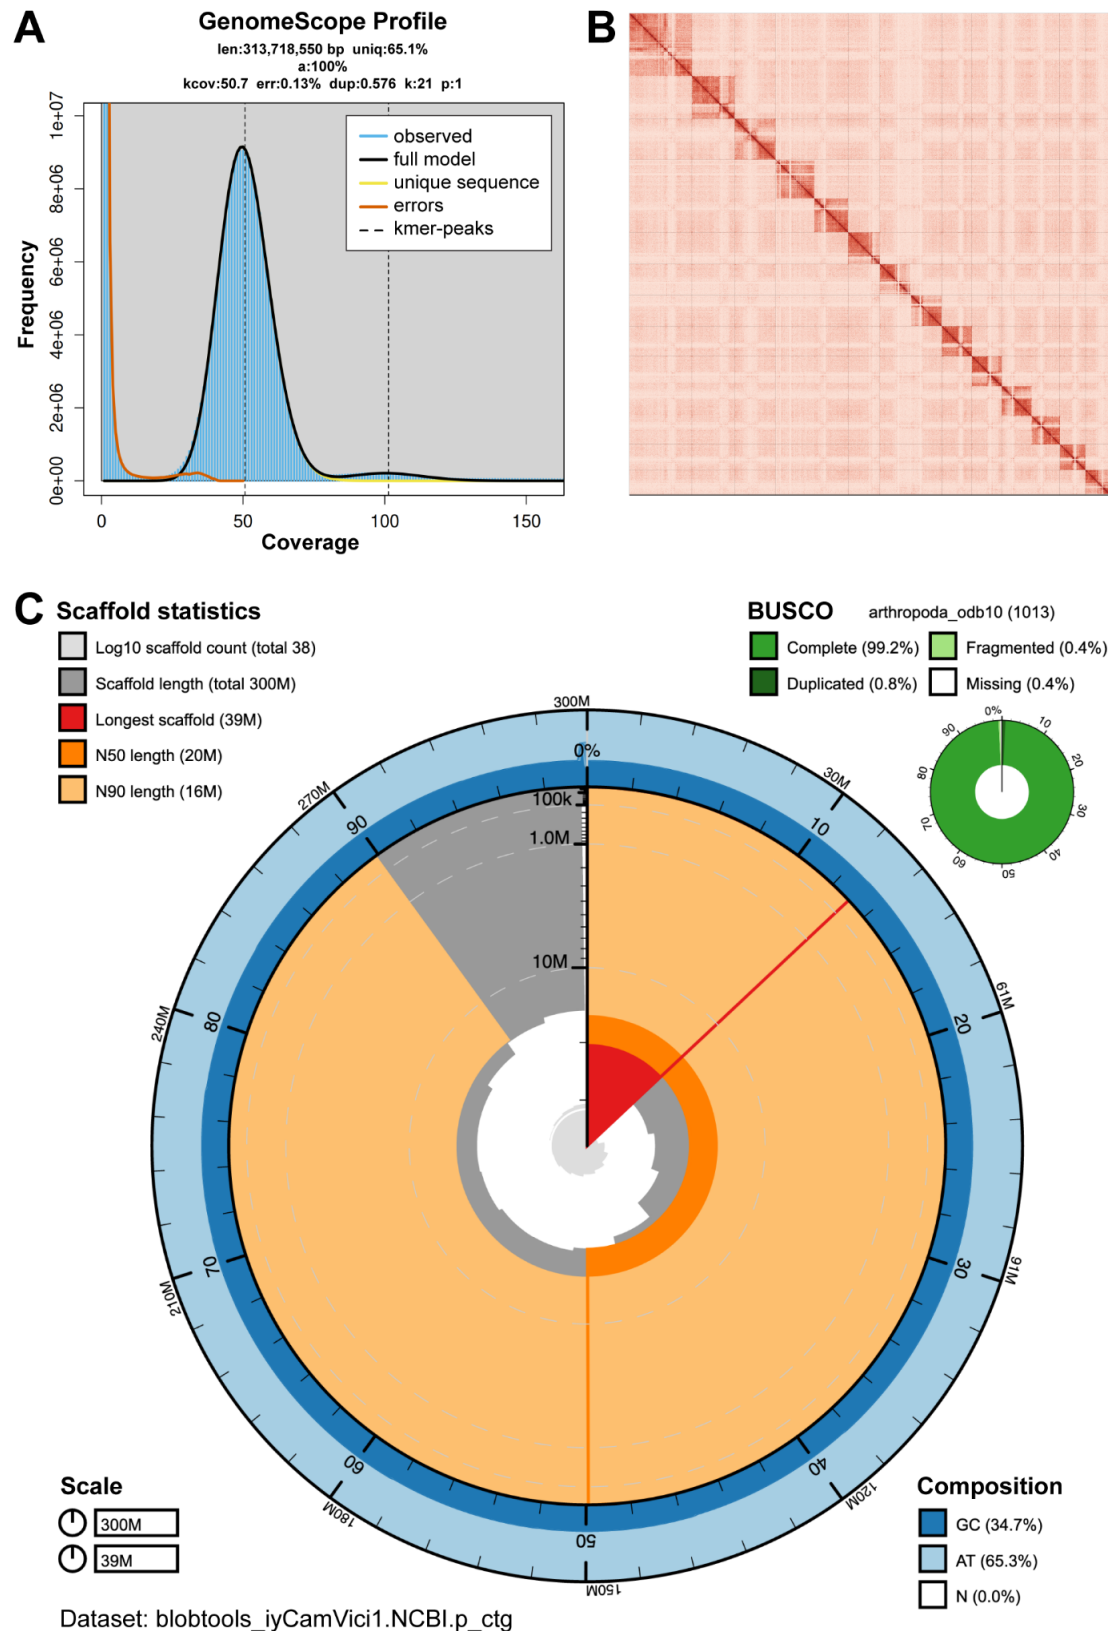 A
GenomeScope Profile
len:313,718,550 bp uniq:65.1%
a:100%
kcov:50.7 err:0.13% dup:0.576 k:21 p:1
Frequency
1e+07
8e+06
6e+06
4e+06
2e+06
0e+00
observed
full model
unique sequence
errors
kmer-peaks
0 50 100 150
Coverage
B
C
Scaffold statistics
Log10 scaffold count (total 38)
Scaffold length (total 300M)
Longest scaffold (39M)
N50 length (20M)
N90 length (16M)
BUSCO
arthropoda_odb10 (1013)
Complete (99.2%)
Fragmented (0.4%)
Duplicated (0.8%)
Missing (0.4%)
0%
10
20
30
40
50
60
70
80
90
300M
30M
61M
91M
120M
150M
180M
210M
240M
270M
0%
10
20
30
40
50
60
70
80
90
100k
1.0M
10M
Scale
300M
39M
Composition
GC (34.7%)
AT (65.3%)
N (0.0%)
Dataset: blobtools_iyCamVici1.NCBI.p_ctg